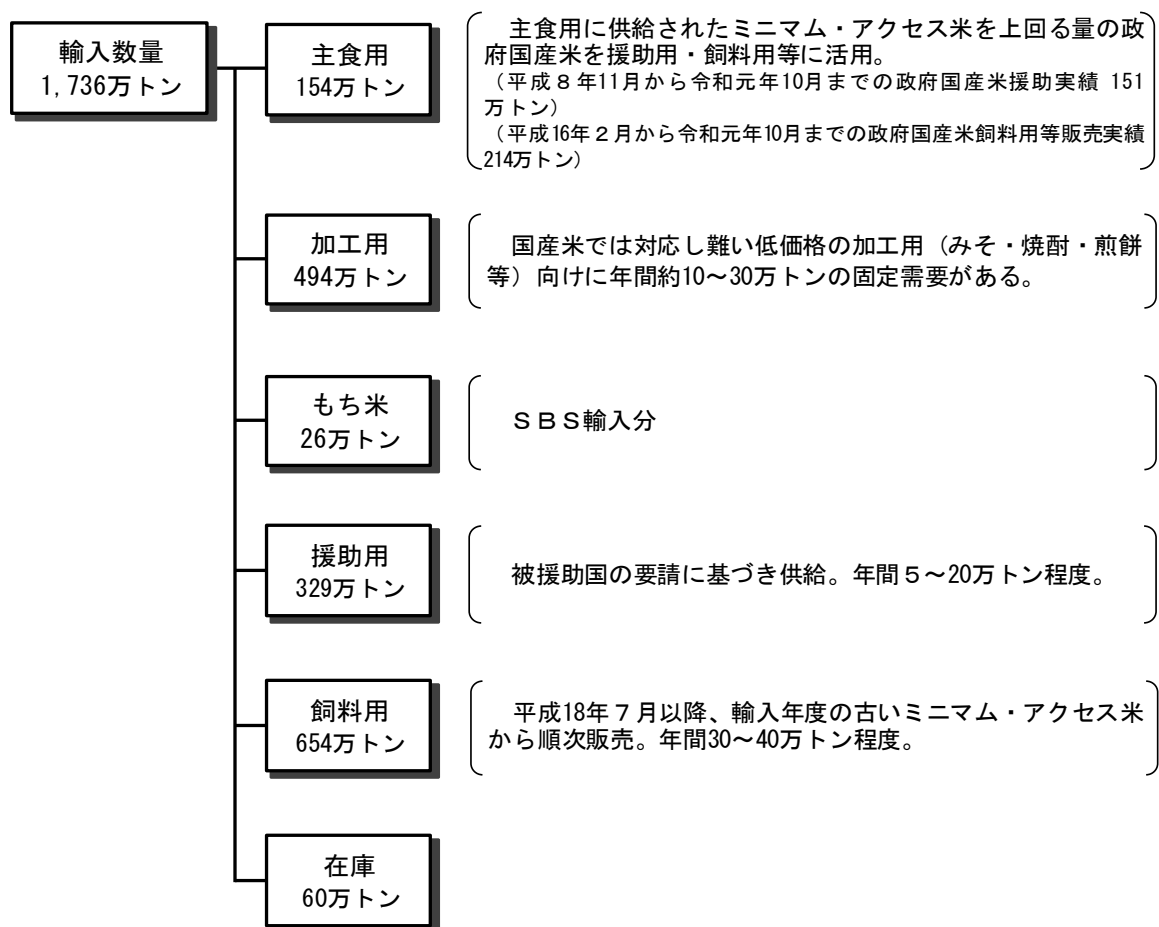 輸入数量
1,736万トン
主食用
154万トン
主食用に供給されたミニマム・アクセス米を上回る量の政
府国産米を援助用・飼料用等に活用。
（平成８年11月から令和元年10月までの政府国産米援助実績 151
万トン）
（平成16年２月から令和元年10月までの政府国産米飼料用等販売実績
214万トン）
加工用
494万トン
国産米では対応し難い低価格の加工用（みそ・焼酎・煎餅
等）向けに年間約10～30万トンの固定需要がある。
もち米
26万トン
ＳＢＳ輸入分
援助用
329万トン
被援助国の要請に基づき供給。年間５～20万トン程度。
飼料用
654万トン
平成18年７月以降、輸入年度の古いミニマム・アクセス米
から順次販売。年間30～40万トン程度。
在庫
60万トン